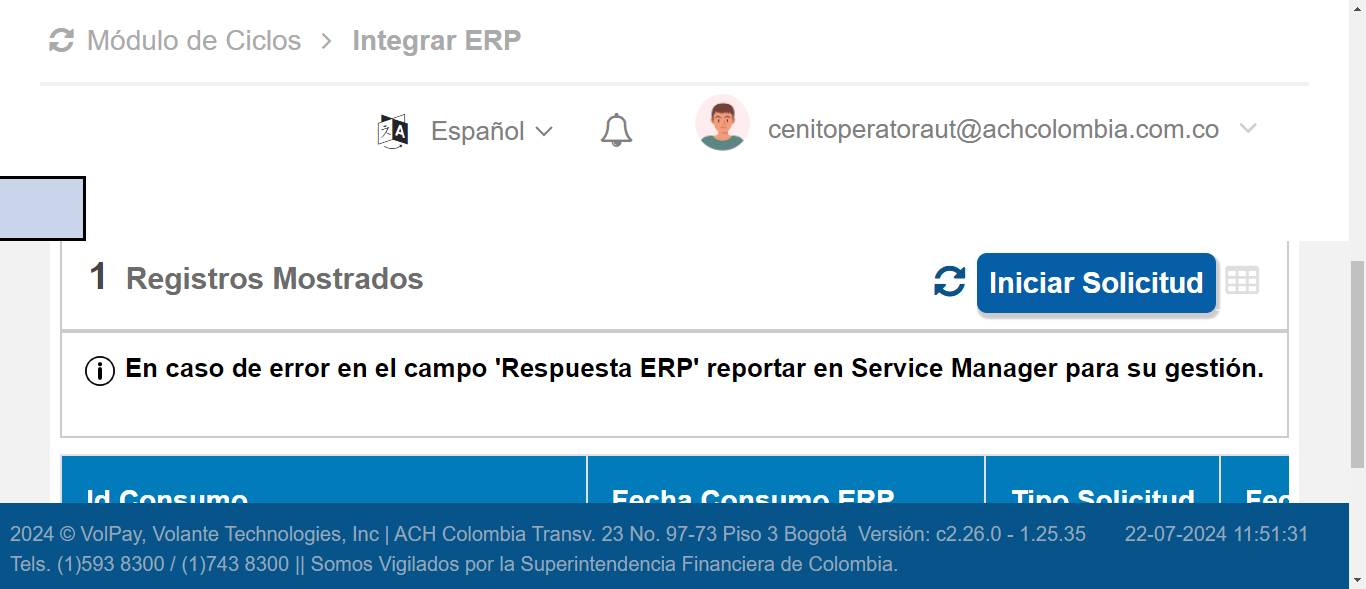 Módulo de Ciclos > Integrar ERP
Español
cenitoperatoraut@achcolombia.com.co
1 Registros Mostrados
Iniciar Solicitud
En caso de error en el campo 'Respuesta ERP' reportar en Service Manager para su gestión.
Id Consumo Fecha Consumo ERP Tipo Solicitud Fec
2024 © VolPay, Volante Technologies, Inc | ACH Colombia Transv. 23 No. 97-73 Piso 3 Bogotá Versión: c2.26.0 - 1.25.35 22-07-2024 11:51:31
Tels. (1)593 8300 / (1)743 8300 || Somos Vigilados por la Superintendencia Financiera de Colombia.